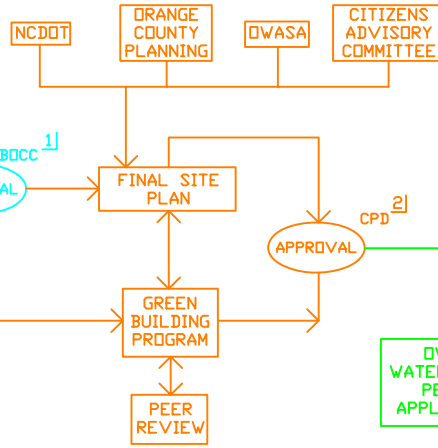 NCDOT
ORANGE
COUNTY
PLANNING
OWASA
CITIZENS
ADVISORY
COMMITTEE
BOCC 1
FINAL SITE
PLAN
CPD 2
APPROVAL
GREEN
BUILDING
PROGRAM
PEER
REVIEW